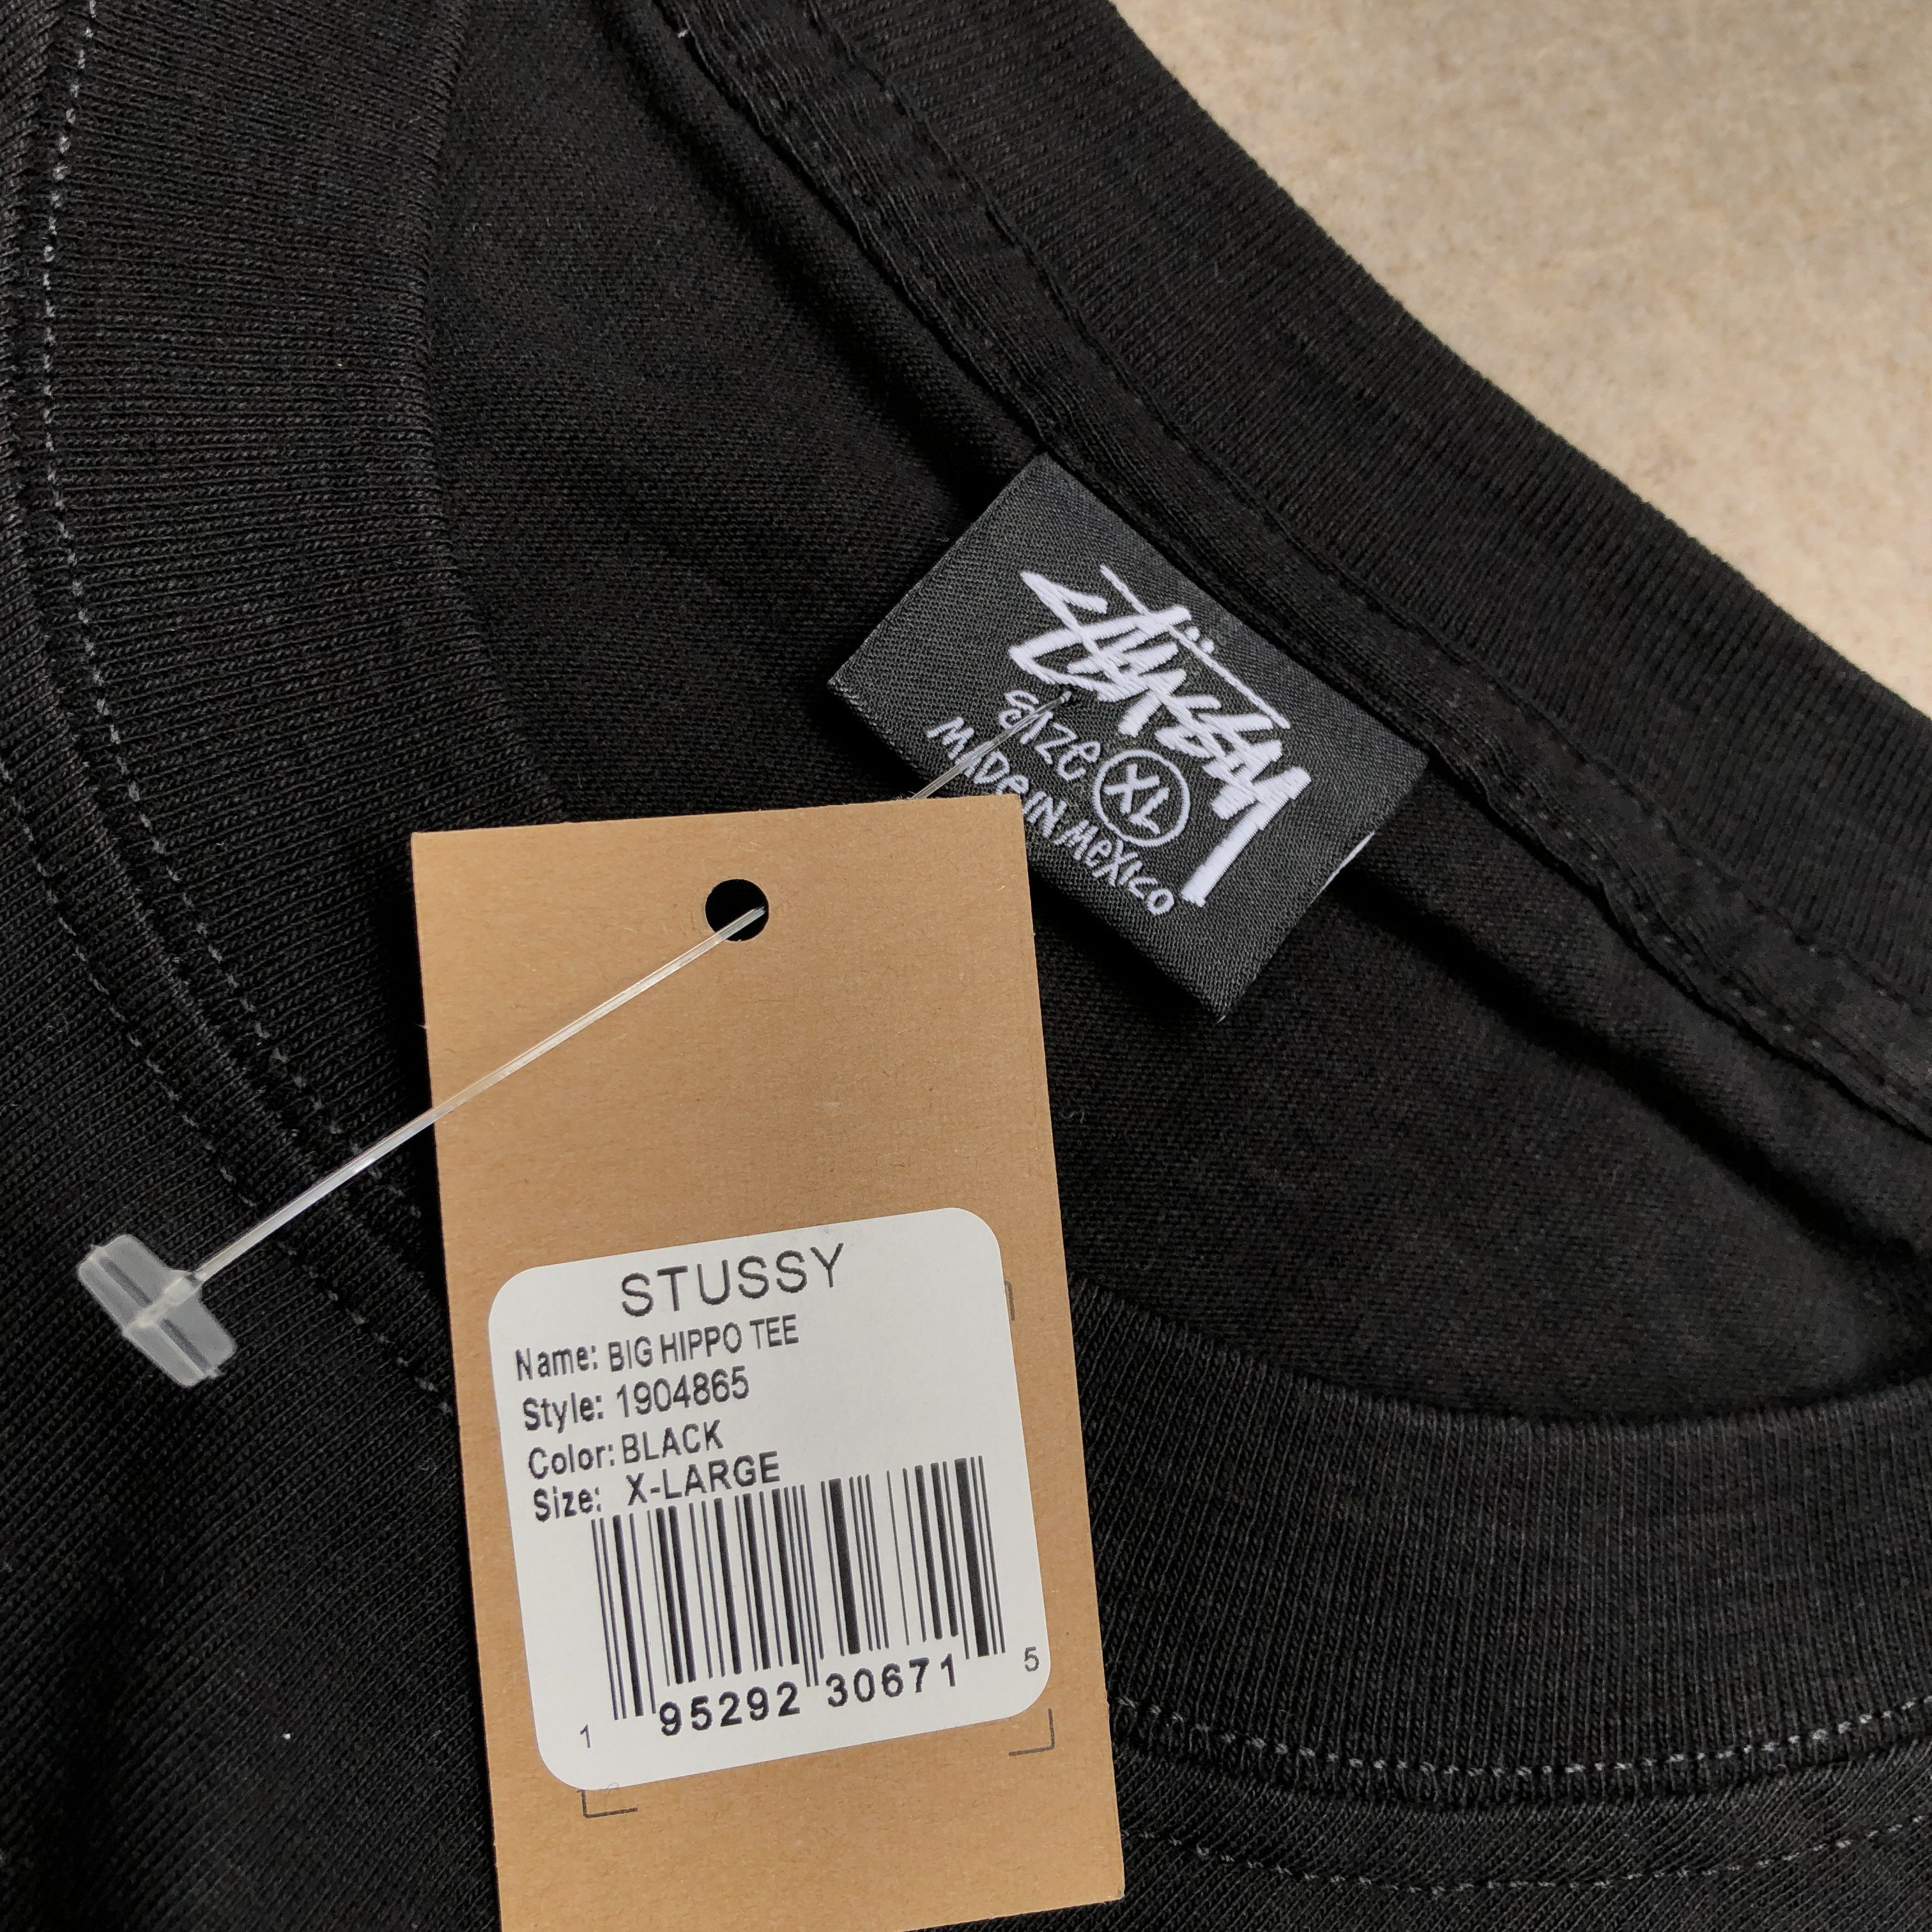 Stüssy
Size XL
MADE IN MEXICO
STUSSY
Name: BIG HIPPO TEE
Style: 1904865
Color: BLACK
Size: X-LARGE
1 95292 30671 5